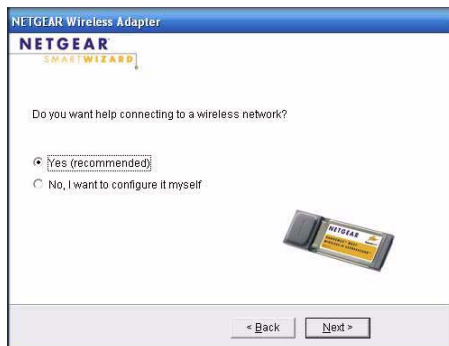 NETGEAR Wireless Adapter
NETGEAR
SMARTWIZARD
Do you want help connecting to a wireless network?
Yes (recommended)
No, I want to configure it myself
NETGEAR
< Back
Next >